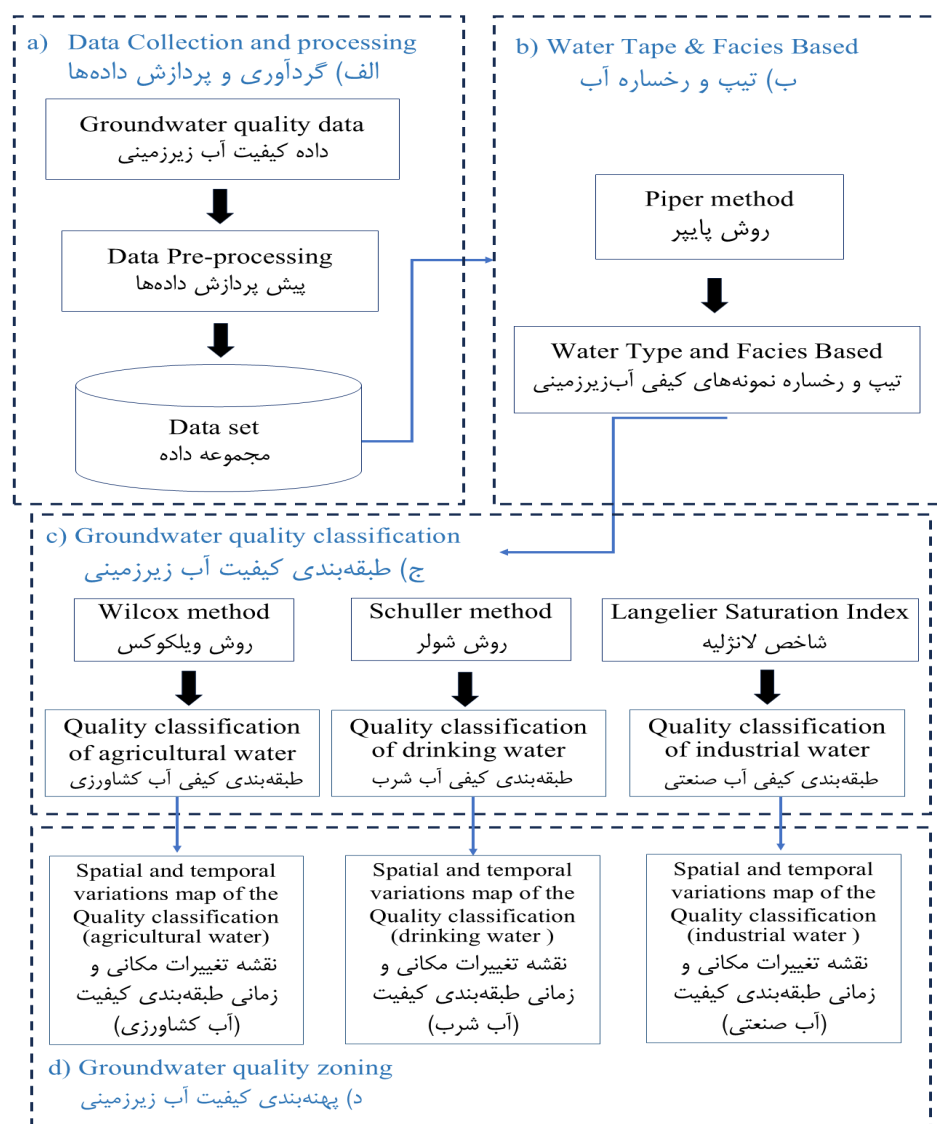 a) Data Collection and processing
الف) گردآوری و پردازش داده‌ها
Groundwater quality data
داده کیفیت آب زیرزمینی
Data Pre-processing
پیش پردازش داده‌ها
Data set
مجموعه داده
b) Water Tape & Facies Based
ب) تیپ و رخساره آب
Piper method
روش پایپر
Water Type and Facies Based
تیپ و رخساره نمونه‌های کیفی آب‌زیرزمینی
c) Groundwater quality classification
ج) طبقه‌بندی کیفیت آب زیرزمینی
Wilcox method
روش ویلکوکس
Schuller method
روش شولر
Langelier Saturation Index
شاخص لانژلیه
Quality classification
of agricultural water
طبقه‌بندی کیفی آب کشاورزی
Quality classification
of drinking water
طبقه‌بندی کیفی آب شرب
Quality classification
of industrial water
طبقه‌بندی کیفی آب صنعتی
Spatial and temporal
variations map of the
Quality classification
(agricultural water)
نقشه تغییرات مکانی و
زمانی طبقه‌بندی کیفیت
(آب کشاورزی)
Spatial and temporal
variations map of the
Quality classification
(drinking water )
نقشه تغییرات مکانی و
زمانی طبقه‌بندی کیفیت
(آب شرب)
Spatial and temporal
variations map of the
Quality classification
(industrial water )
نقشه تغییرات مکانی و
زمانی طبقه‌بندی کیفیت
(آب صنعتی)
d) Groundwater quality zoning
د) پهنه‌بندی کیفیت آب زیرزمینی